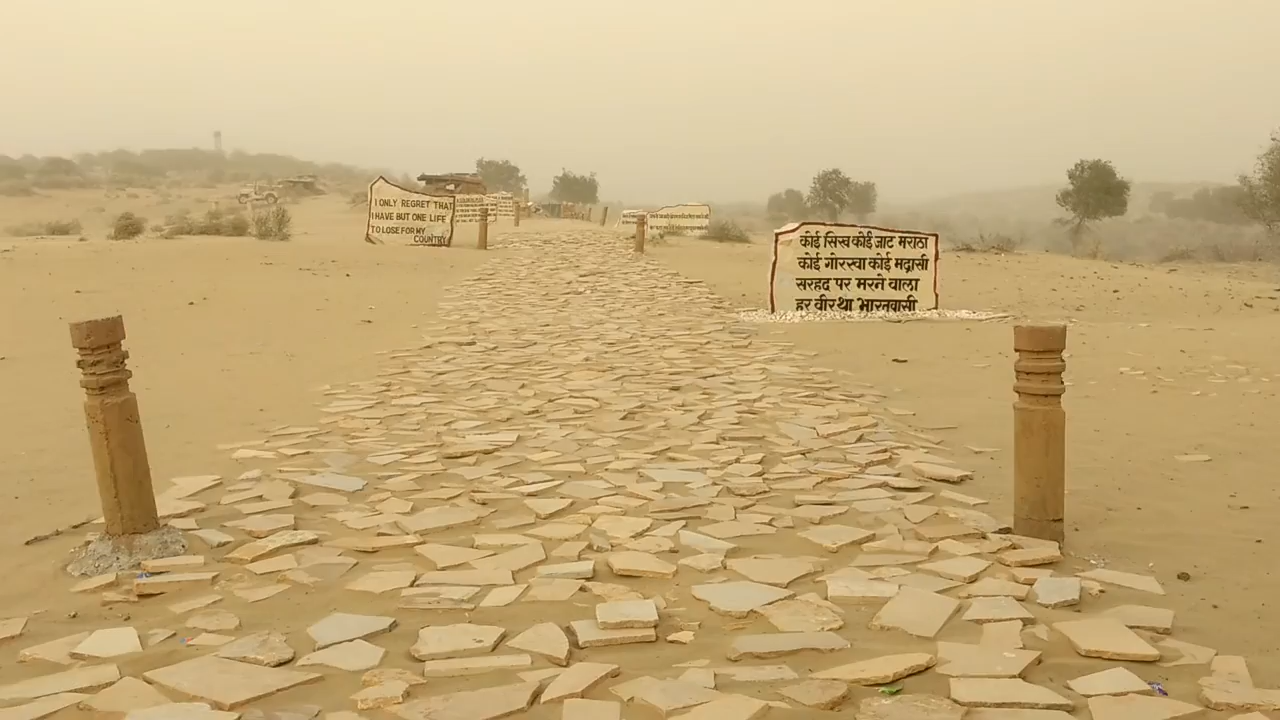 I ONLY REGRET THAT
I HAVE BUT ONE LIFE
TO LOSE FOR MY
COUNTRY
कोई सिख कोई जाट मराठा
कोई गोरखा कोई मद्रासी
सरहद पर मरने वाला
हर वीर था भारतवासी